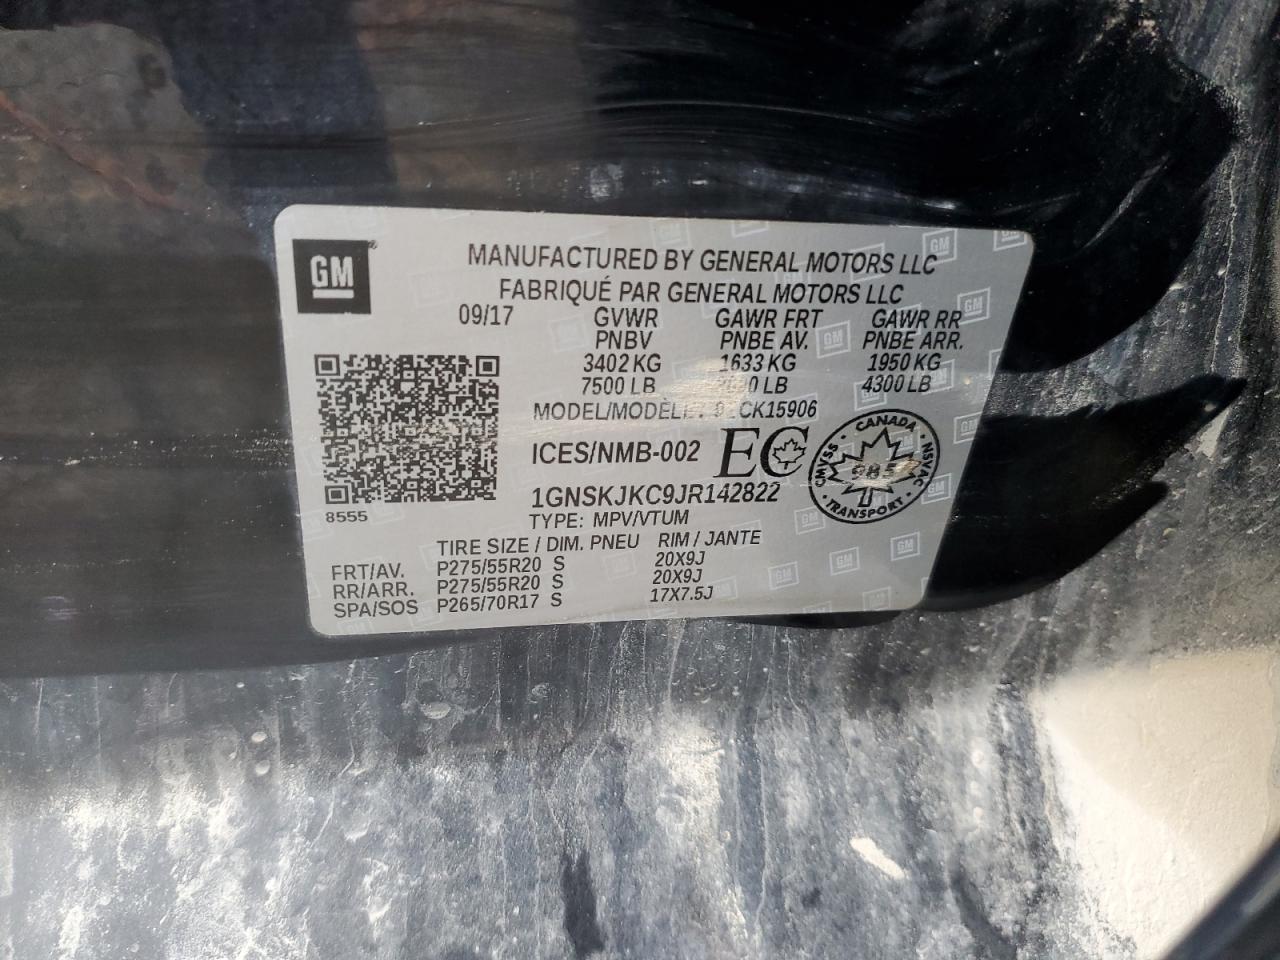 GM
MANUFACTURED BY GENERAL MOTORS LLC
FABRIQUÉ PAR GENERAL MOTORS LLC
09/17 GVWR GAWR FRT GAWR RR
PNBV PNBE AV. PNBE ARR.
3402 KG 1633 KG 1950 KG
7500 LB LB 4300 LB
MODEL/MODÈLE:
ICES/NMB-002 EC
CANADA
CMVSS NSVAC
TRANSPORT
1GNSKJKC9JR142822
8555
TYPE: MPV/VTUM
TIRE SIZE / DIM. PNEU RIM / JANTE
FRT/AV. P275/55R20 S 20X9J
RR/ARR. P275/55R20 S 20X9J
SPA/SOS P265/70R17 S 17X7.5J